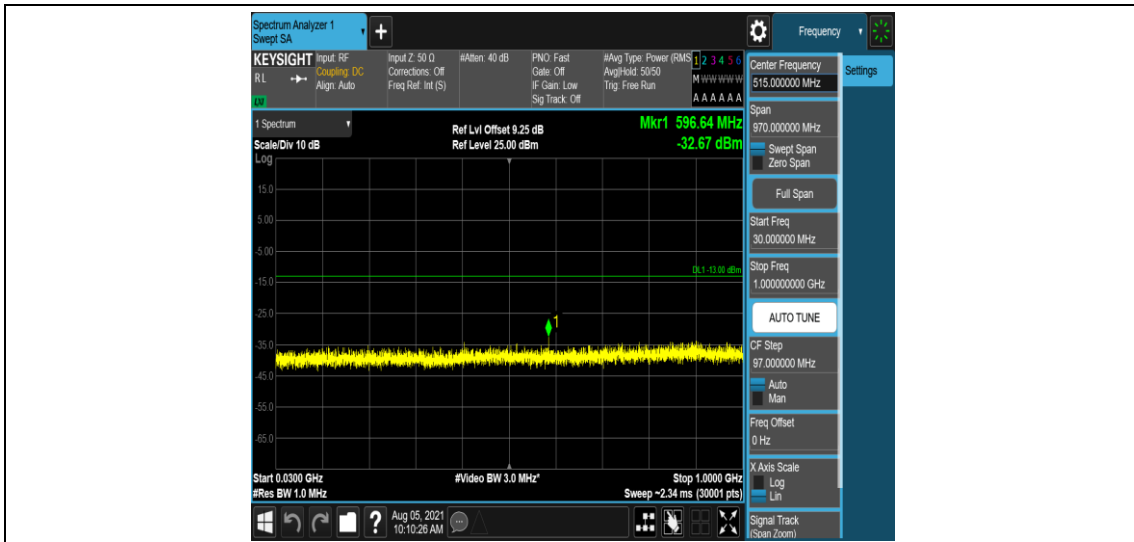 Spectrum Analyzer 1
Swept SA
+
Frequency
KEYSIGHT
RL
LM
Input: RF
Coupling: DC
Align: Auto
Input Z: 50 Ω
Corrections: Off
Freq Ref: Int (S)
#Atten: 40 dB
PNO: Fast
Gate: Off
IF Gain: Low
Sig Track: Off
#Avg Type: Power (RMS
Avg|Hold: 50/50
Trig: Free Run
1 2 3 4 5 6
M W W W W W
A A A A A A
1 Spectrum
Scale/Div 10 dB
Ref Lvl Offset 9.25 dB
Ref Level 25.00 dBm
Mkr1 596.64 MHz
-32.67 dBm
Log
15.0
5.00
-5.00
DL1 -13.00 dBm
-15.0
-25.0
1
-35.0
-45.0
-55.0
-65.0
Start 0.0300 GHz
#Res BW 1.0 MHz
#Video BW 3.0 MHz*
Stop 1.0000 GHz
Sweep ~2.34 ms (30001 pts)
?
Aug 05, 2021
10:10:26 AM
Center Frequency
515.000000 MHz
Settings
Span
970.000000 MHz
Swept Span
Zero Span
Full Span
Start Freq
30.000000 MHz
Stop Freq
1.000000000 GHz
AUTO TUNE
CF Step
97.000000 MHz
Auto
Man
Freq Offset
0 Hz
X Axis Scale
Log
Lin
Signal Track
(Span Zoom)